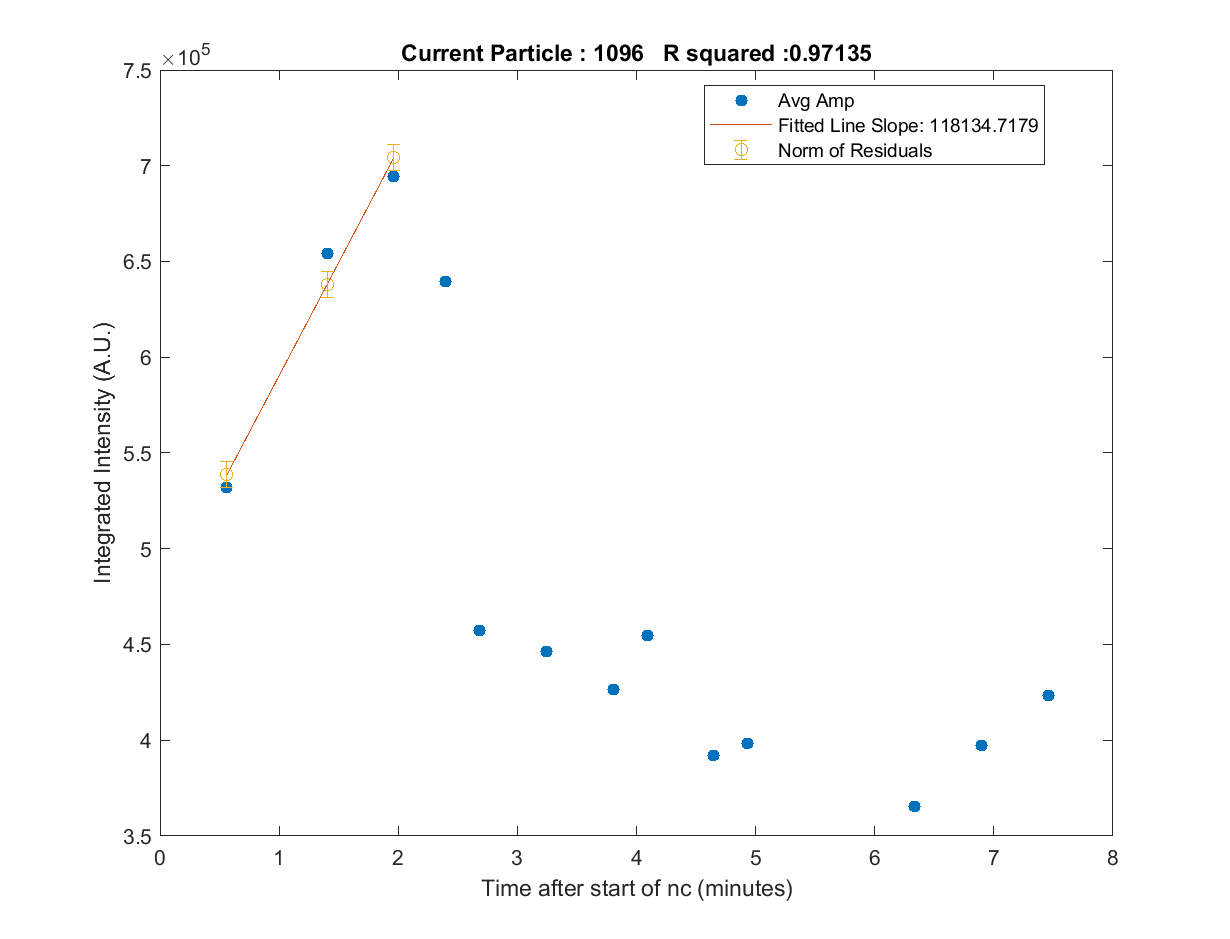 Current Particle : 1096   R squared :0.97135
×10^5
7.5
7
6.5
6
5.5
5
4.5
4
3.5
Integrated Intensity (A.U.)
Avg Amp
Fitted Line Slope: 118134.7179
Norm of Residuals
0 1 2 3 4 5 6 7 8
Time after start of nc (minutes)